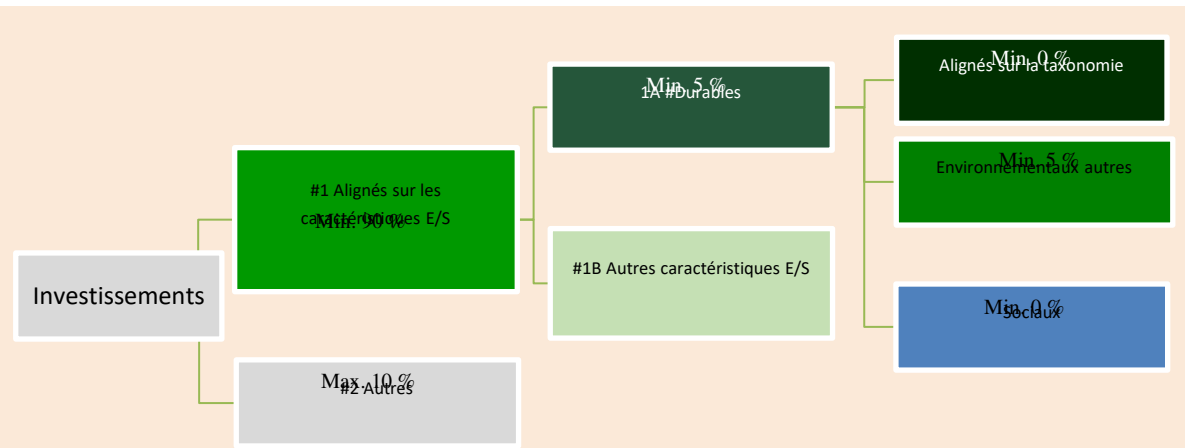 Investissements
#1 Alignés sur les
caractéristiques E/S
Min. 90 %
#2 Autres
Max. 10 %
1A #Durables
Min. 5 %
#1B Autres caractéristiques E/S
Alignés sur la taxonomie
Min. 0 %
Environnementaux autres
Min. 5 %
Sociaux
Min. 0 %